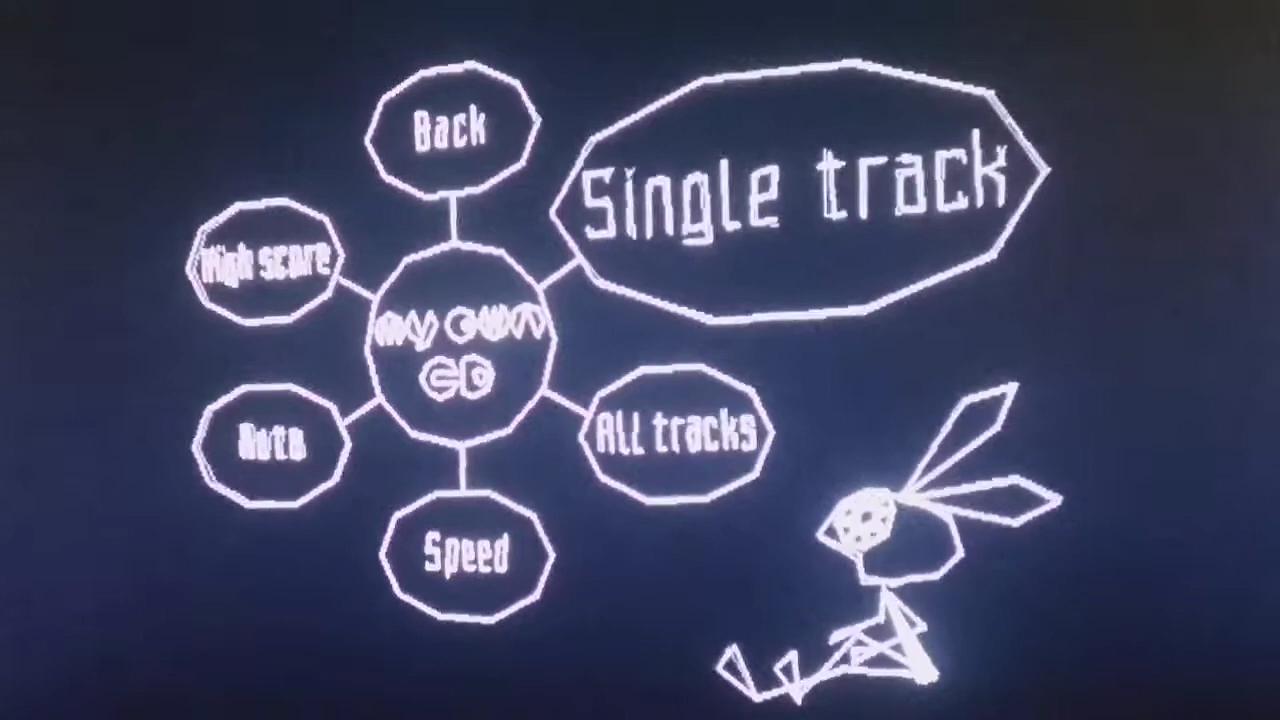 Back
Single track
High score
my own
CD
Auto
All tracks
Speed